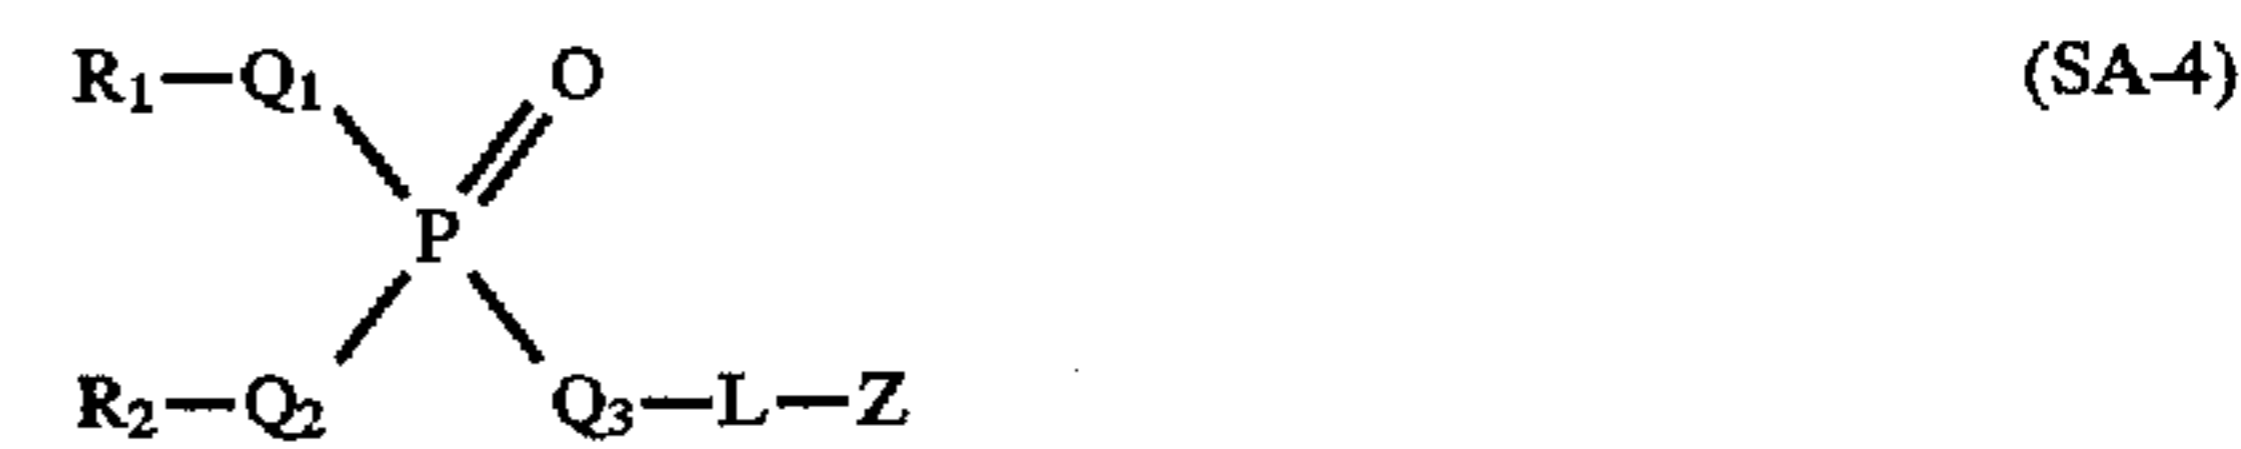 R1—Q1 O (SA-4)
P
R2—Q2 Q3—L—Z